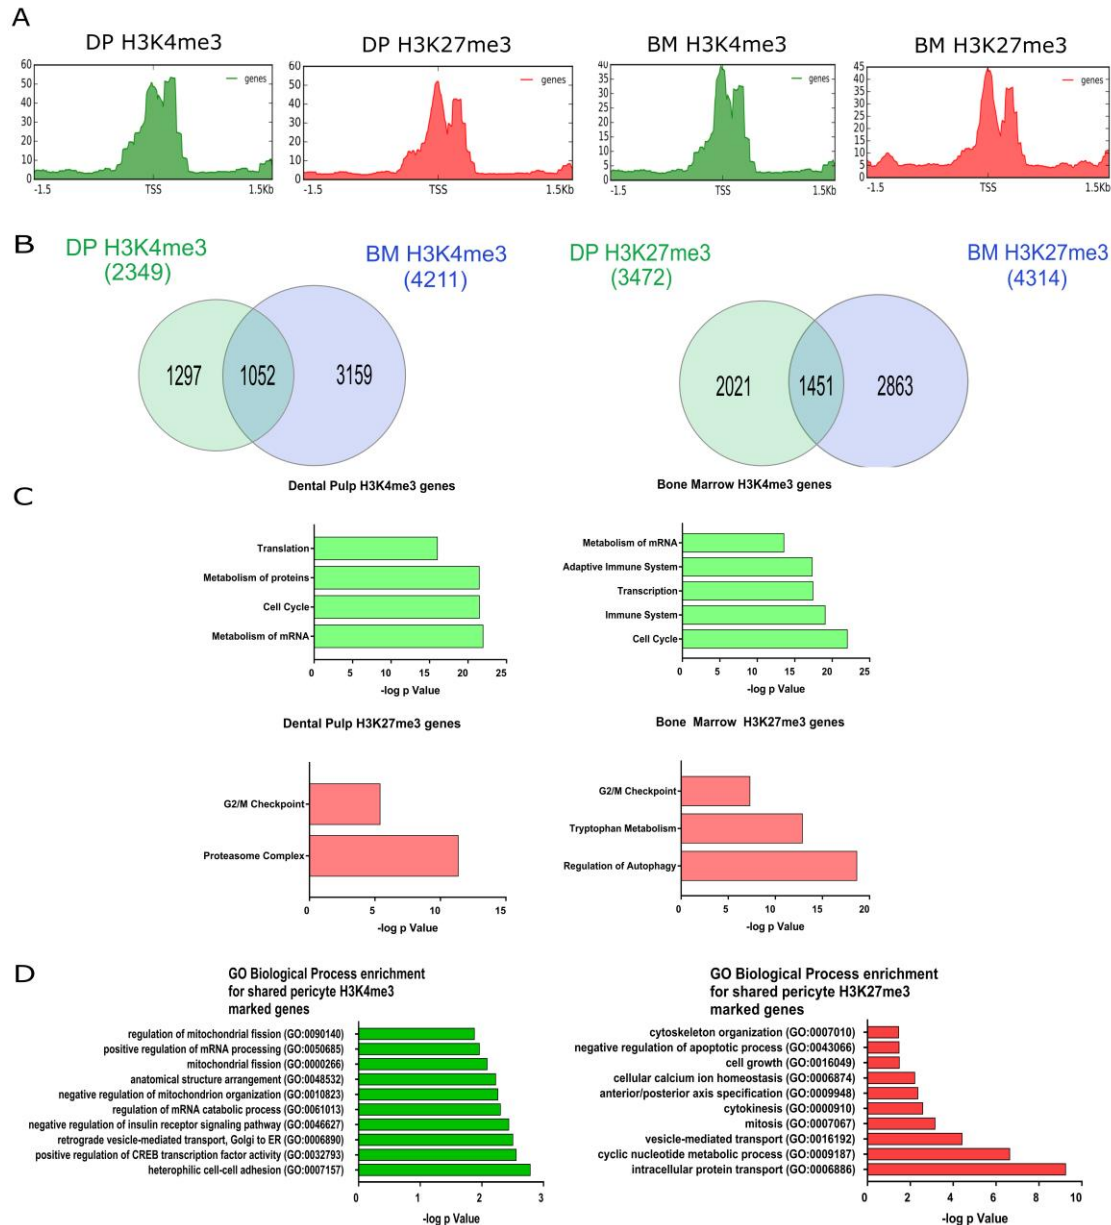 A
DP H3K4me3
DP H3K27me3
BM H3K4me3
BM H3K27me3
60
50
40
30
20
10
0
genes
-1.5
TSS
1.5Kb
60
50
40
30
20
10
0
genes
-1.5
TSS
1.5Kb
40
35
30
25
20
15
10
5
0
genes
-1.5
TSS
1.5Kb
45
40
35
30
25
20
15
10
5
0
genes
-1.5
TSS
1.5Kb
B
DP H3K4me3
(2349)
BM H3K4me3
(4211)
1297
1052
3159
DP H3K27me3
(3472)
BM H3K27me3
(4314)
2021
1451
2863
C
Dental Pulp H3K4me3 genes
Translation
Metabolism of proteins
Cell Cycle
Metabolism of mRNA
0 5 10 15 20 25
-log p Value
Bone Marrow H3K4me3 genes
Metabolism of mRNA
Adaptive Immune System
Transcription
Immune System
Cell Cycle
0 5 10 15 20 25
-log p Value
Dental Pulp H3K27me3 genes
G2/M Checkpoint
Proteasome Complex
0 5 10 15
-log p Value
Bone Marrow H3K27me3 genes
G2/M Checkpoint
Tryptophan Metabolism
Regulation of Autophagy
0 5 10 15 20
-log p Value
D
GO Biological Process enrichment
for shared pericyte H3K4me3
marked genes
regulation of mitochondrial fission (GO:0090140)
positive regulation of mRNA processing (GO:0050685)
mitochondrial fission (GO:0000266)
anatomical structure arrangement (GO:0048532)
negative regulation of mitochondrion organization (GO:0010823)
regulation of mRNA catabolic process (GO:0061013)
negative regulation of insulin receptor signaling pathway (GO:0046627)
retrograde vesicle-mediated transport, Golgi to ER (GO:0006890)
positive regulation of CREB transcription factor activity (GO:0032793)
heterophilic cell-cell adhesion (GO:0007157)
0 1 2 3
-log p Value
GO Biological Process enrichment
for shared pericyte H3K27me3
marked genes
cytoskeleton organization (GO:0007010)
negative regulation of apoptotic process (GO:0043066)
cell growth (GO:0016049)
cellular calcium ion homeostasis (GO:0006874)
anterior/posterior axis specification (GO:0009948)
cytokinesis (GO:0000910)
mitosis (GO:0007067)
vesicle-mediated transport (GO:0016192)
cyclic nucleotide metabolic process (GO:0009187)
intracellular protein transport (GO:0006886)
0 2 4 6 8 10
-log p Value